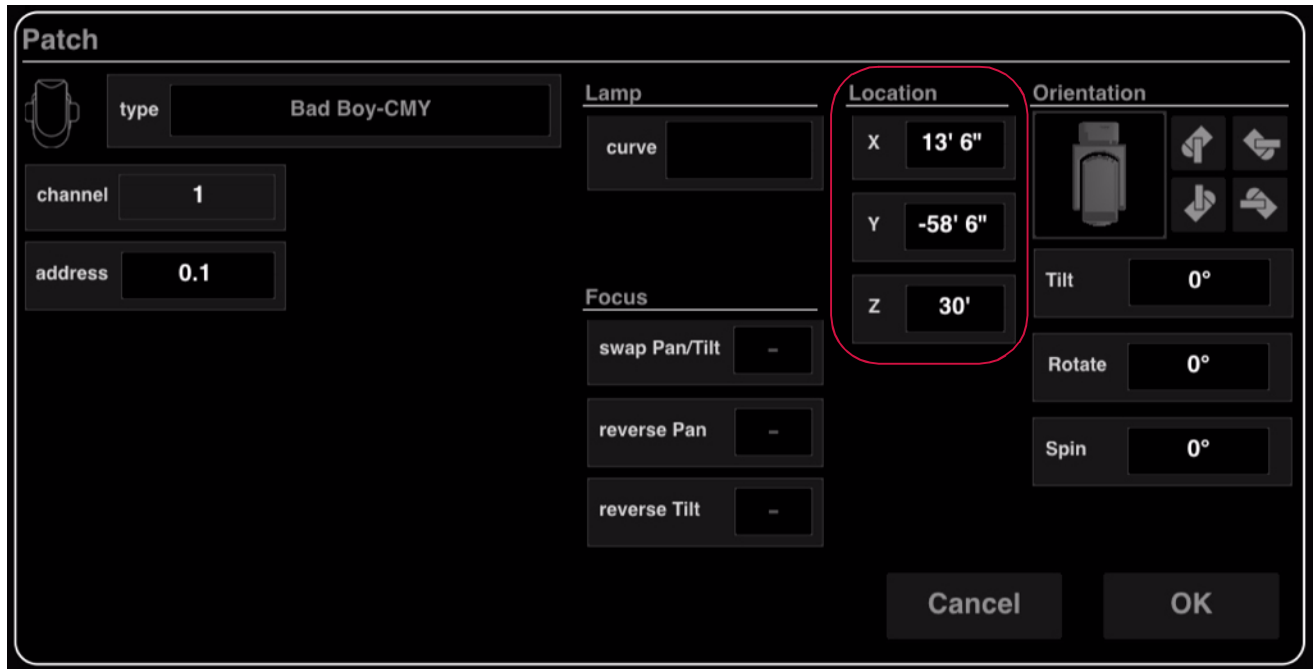 Patch
type Bad Boy-CMY
channel 1
address 0.1
Lamp
curve
Focus
swap Pan/Tilt -
reverse Pan -
reverse Tilt -
Location
X 13' 6"
Y -58' 6"
Z 30'
Orientation
Tilt 0°
Rotate 0°
Spin 0°
Cancel OK